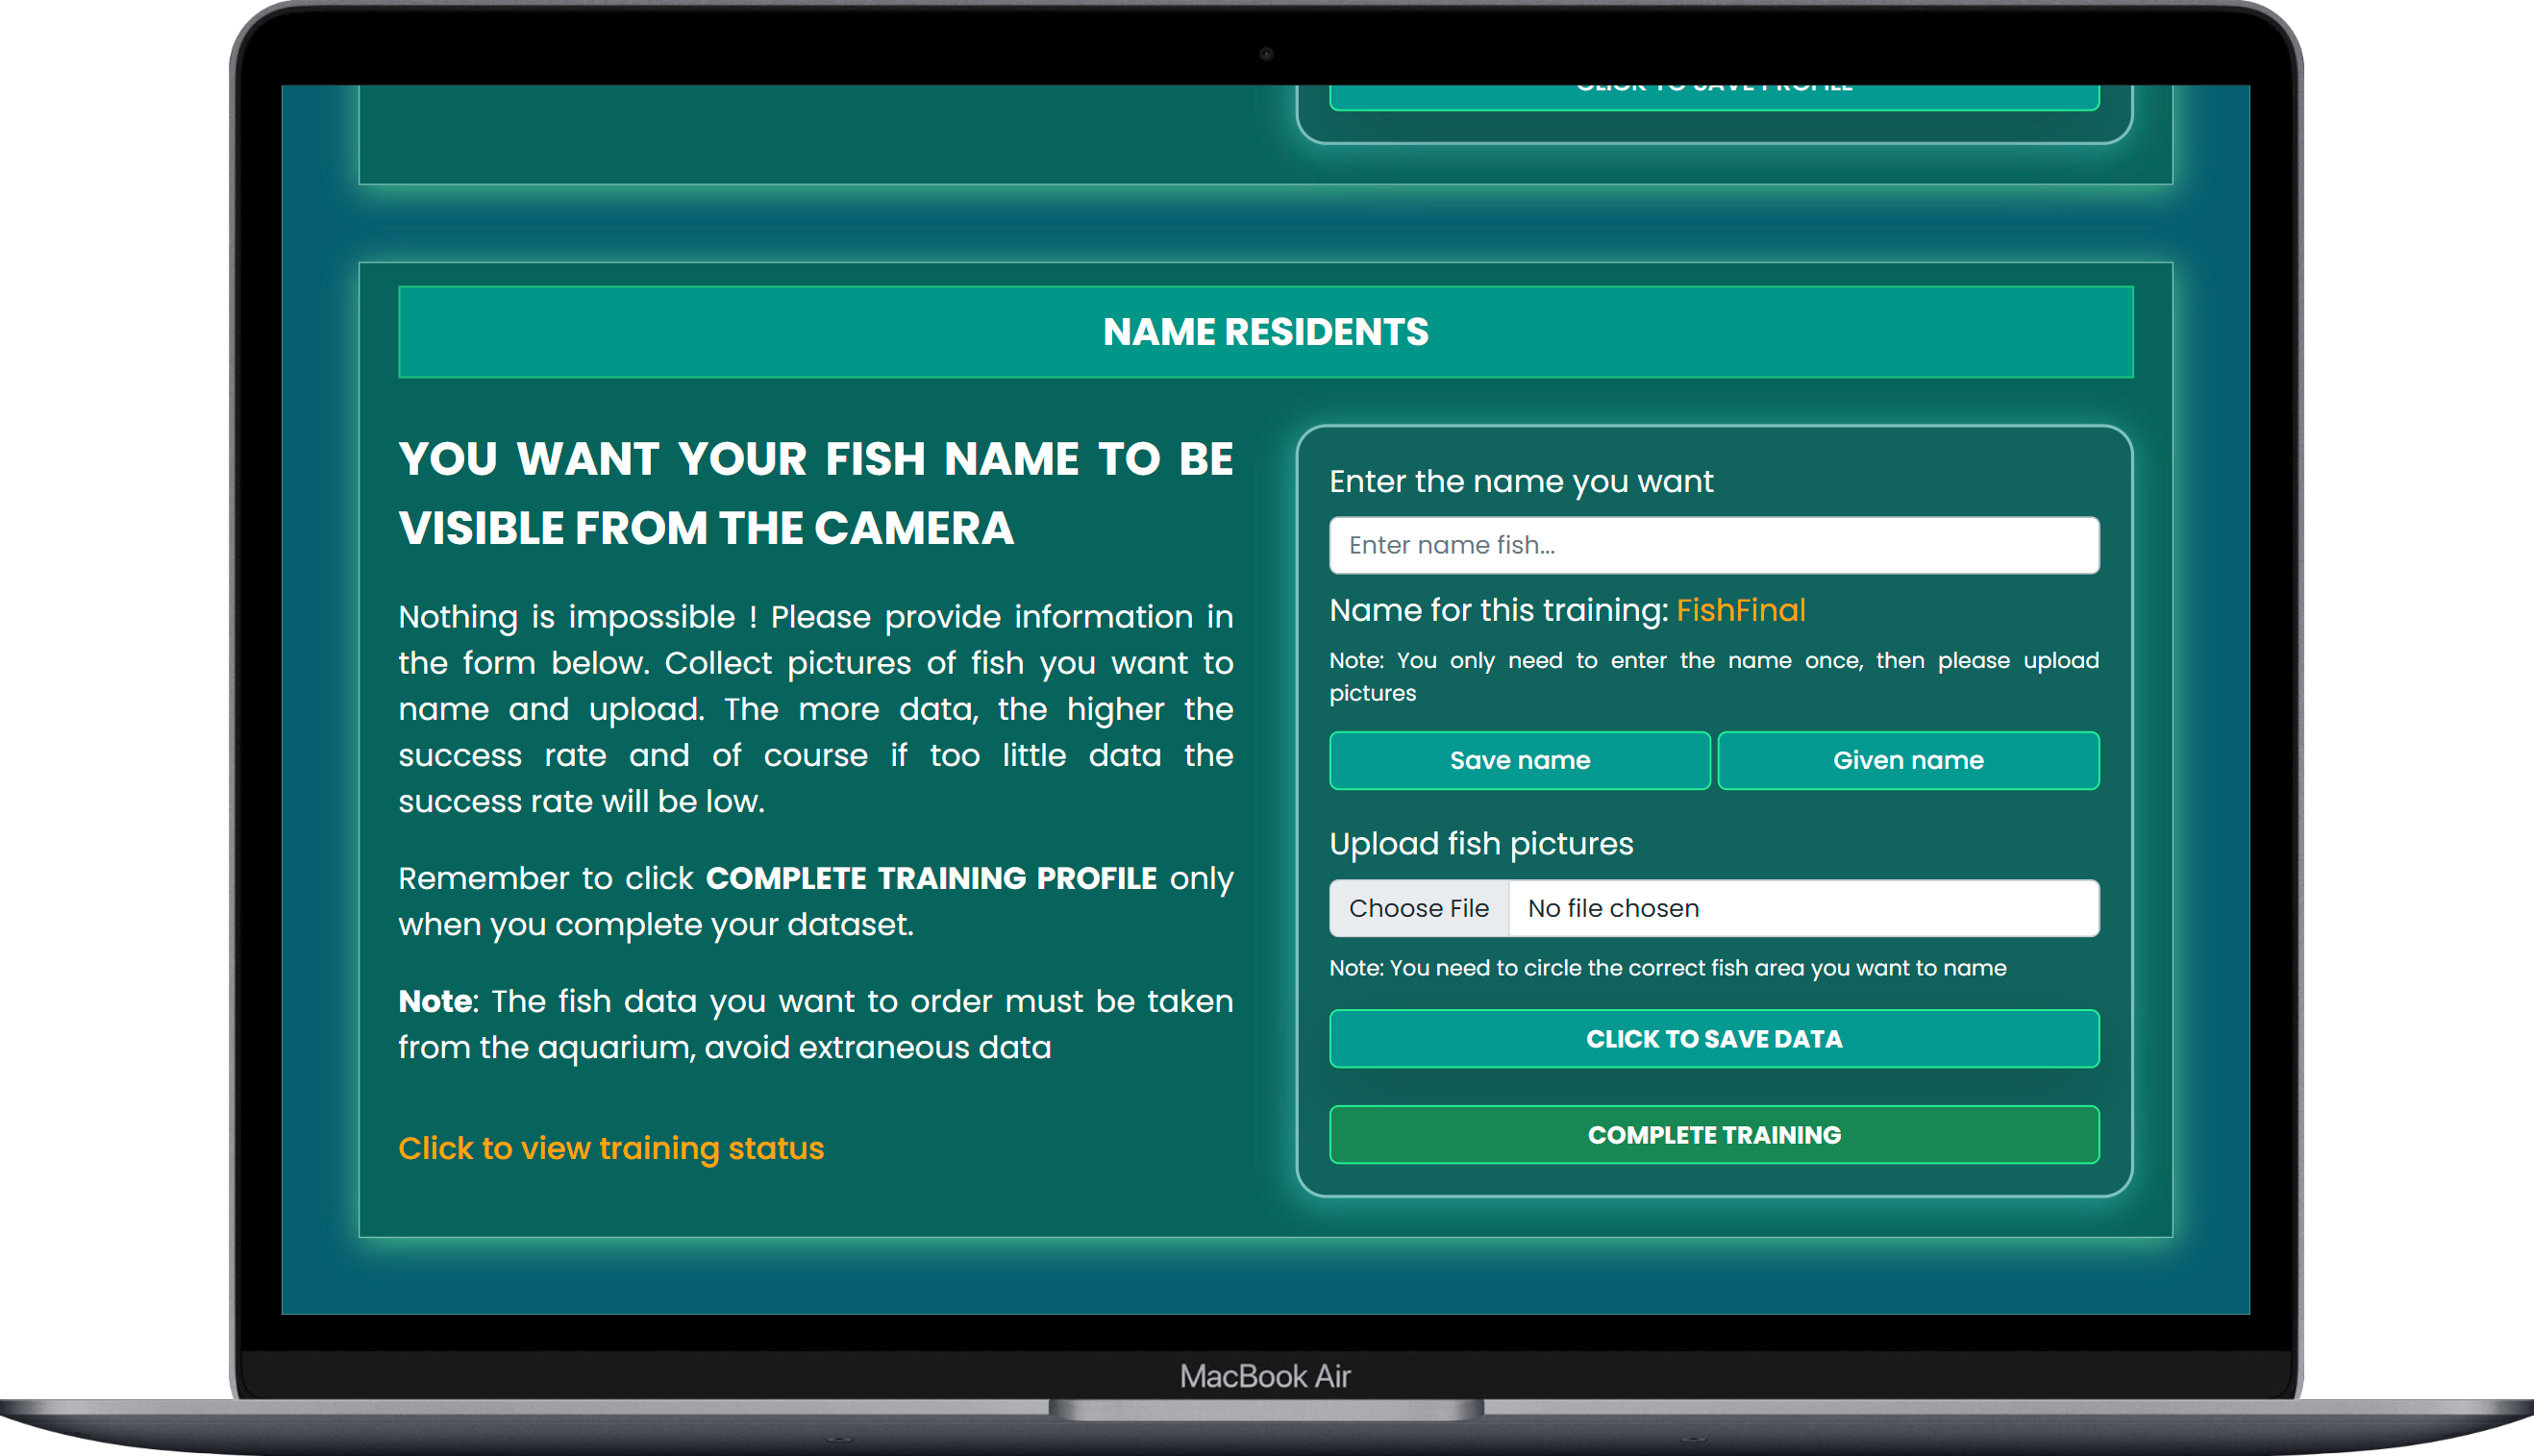 CLICK TO SAVE PROFILE
NAME RESIDENTS
YOU WANT YOUR FISH NAME TO BE
VISIBLE FROM THE CAMERA
Nothing is impossible ! Please provide information in
the form below. Collect pictures of fish you want to
name and upload. The more data, the higher the
success rate and of course if too little data the
success rate will be low.
Remember to click COMPLETE TRAINING PROFILE only
when you complete your dataset.
Note: The fish data you want to order must be taken
from the aquarium, avoid extraneous data
Click to view training status
Enter the name you want
Enter name fish...
Name for this training: FishFinal
Note: You only need to enter the name once, then please upload
pictures
Save name
Given name
Upload fish pictures
Choose File
No file chosen
Note: You need to circle the correct fish area you want to name
CLICK TO SAVE DATA
COMPLETE TRAINING
MacBook Air